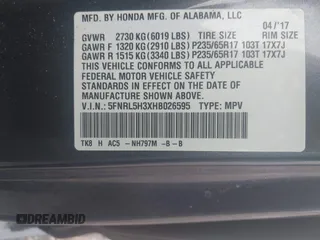 MFD. BY HONDA MFG. OF ALABAMA, LLC
04/'17
GVWR 2730 KG (6019 LBS) TIRE SIZE RIM SIZE
GAWR F 1320 KG (2910 LBS) P235/65R17 103T 17X7J
GAWR R 1515 KG (3340 LBS) P235/65R17 103T 17X7J
THIS VEHICLE CONFORMS TO ALL APPLICABLE FEDERAL
MOTOR VEHICLE SAFETY AND THEFT PREVENTION
STANDARDS IN EFFECT ON THE DATE OF MANUFACTURE
SHOWN ABOVE.
V.I.N: 5FNRL5H3XHB026595 TYPE: MPV
TK8 H AC5 -NH797M -B-B
DREAMBID